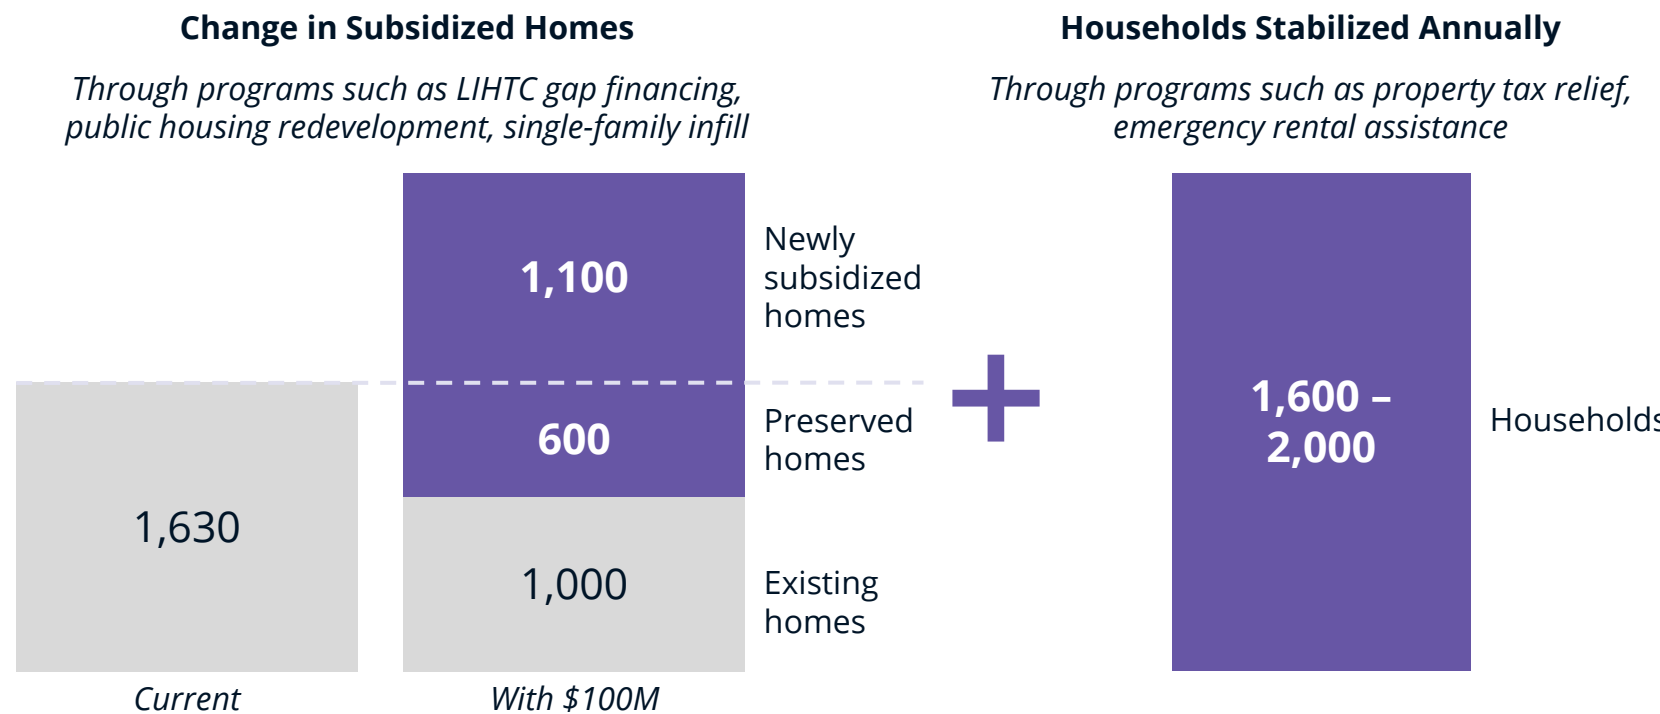 Change in Subsidized Homes
Through programs such as LIHTC gap financing,
public housing redevelopment, single-family infill
1,630
Current
1,100
600
1,000
With $100M
Newly
subsidized
homes
Preserved
homes
Existing
homes
+
Households Stabilized Annually
Through programs such as property tax relief,
emergency rental assistance
1,600 –
2,000
Households